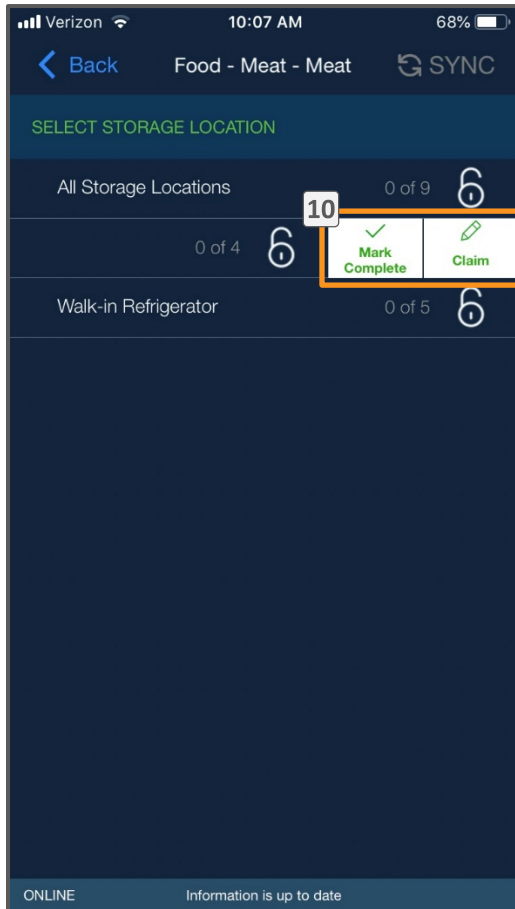 Verizon 10:07 AM 68%
Back Food - Meat - Meat SYNC
SELECT STORAGE LOCATION
All Storage Locations 0 of 9
10
0 of 4 Mark Complete Claim
Walk-in Refrigerator 0 of 5
ONLINE Information is up to date